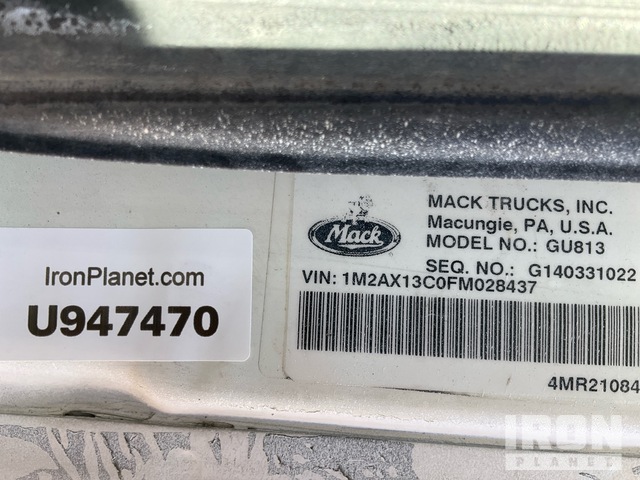 IronPlanet.com
U947470
Mack
MACK TRUCKS, INC.
Macungie, PA, U.S.A.
MODEL NO.: GU813
SEQ. NO.: G140331022
VIN: 1M2AX13C0FM028437
4MR21084
IRON
PLANET